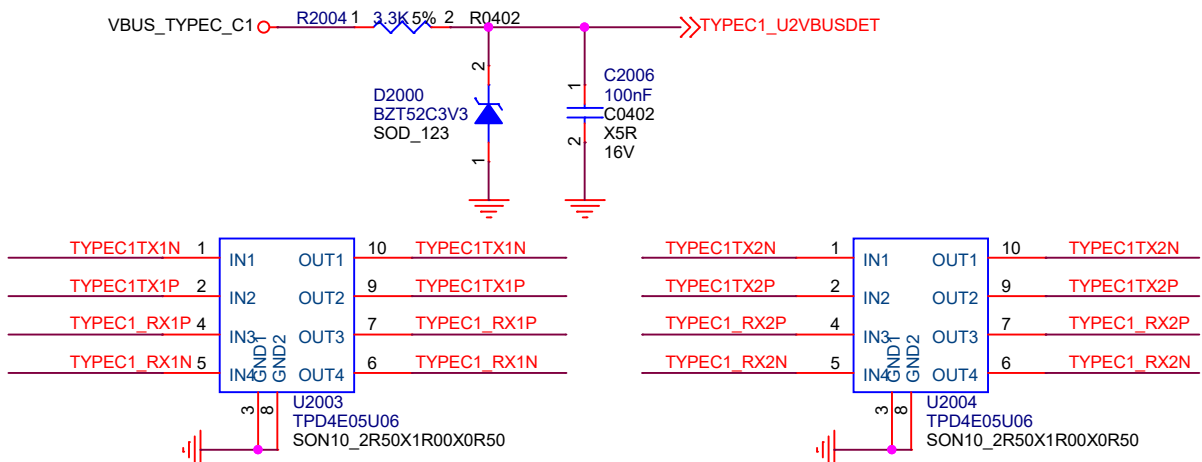 VBUS_TYPEC_C1 R2004 1 3.3K 5% 2 R0402 TYPEC1_U2VBUSDET
2
D2000
BZT52C3V3
SOD_123
1
1
C2006
100nF
C0402
X5R
16V
2
TYPEC1TX1N 1 IN1 OUT1 10 TYPEC1TX1N
TYPEC1TX1P 2 IN2 OUT2 9 TYPEC1TX1P
TYPEC1_RX1P 4 IN3 OUT3 7 TYPEC1_RX1P
TYPEC1_RX1N 5 IN4 OUT4 6 TYPEC1_RX1N
GND1
GND2
3
8
U2003
TPD4E05U06
SON10_2R50X1R00X0R50
TYPEC1TX2N 1 IN1 OUT1 10 TYPEC1TX2N
TYPEC1TX2P 2 IN2 OUT2 9 TYPEC1TX2P
TYPEC1_RX2P 4 IN3 OUT3 7 TYPEC1_RX2P
TYPEC1_RX2N 5 IN4 OUT4 6 TYPEC1_RX2N
GND1
GND2
3
8
U2004
TPD4E05U06
SON10_2R50X1R00X0R50